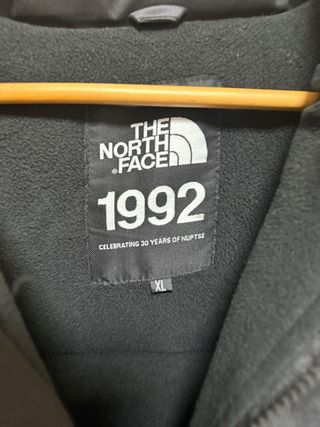 THE
NORTH
®FACE
1992
CELEBRATING 30 YEARS OF NUPTSE
XL